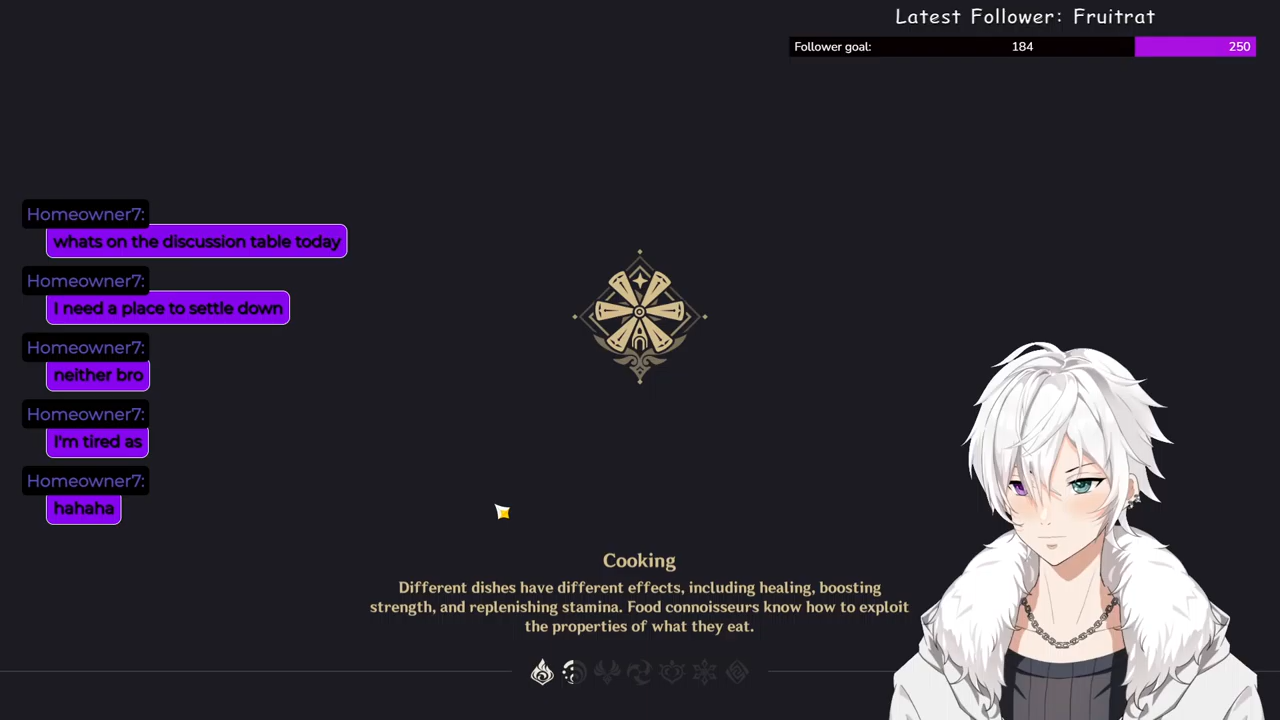 Latest Follower: Fruitrat
Follower goal: 184 250
Homeowner7:
whats on the discussion table today
Homeowner7:
I need a place to settle down
Homeowner7:
neither bro
Homeowner7:
I'm tired as
Homeowner7:
hahaha
Cooking
Different dishes have different effects, including healing, boosting
strength, and replenishing stamina. Food connoisseurs know how to exploit
the properties of what they eat.